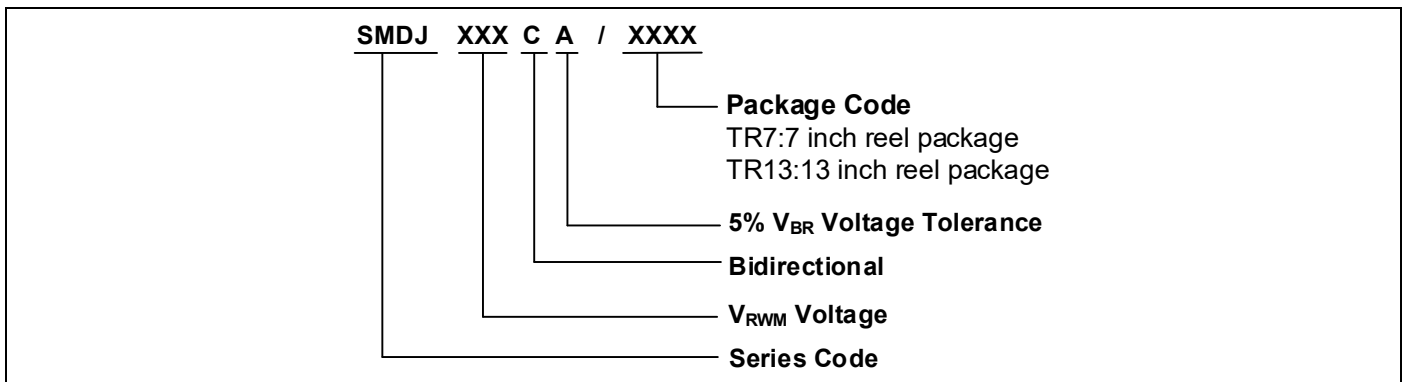 SMDJ XXX C A / XXXX
Package Code
TR7:7 inch reel package
TR13:13 inch reel package
5% VBR Voltage Tolerance
Bidirectional
VRWM Voltage
Series Code